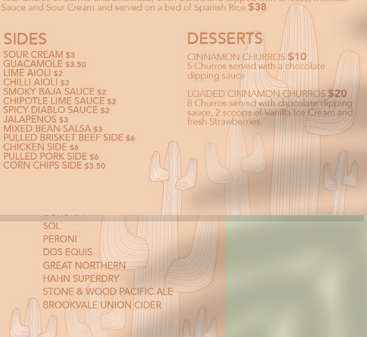 Sauce and Sour Cream and served on a bed of Spanish Rice $38
SIDES
SOUR CREAM $3
GUACAMOLE $3.50
LIME AIOLI $2
CHILLI AIOLI $2
SMOKY BAJA SAUCE $2
CHIPOTLE LIME SAUCE $2
SPICY DIABLO SAUCE $2
JALAPENOS $3
MIXED BEAN SALSA $3
PULLED BRISKET BEEF SIDE $6
CHICKEN SIDE $6
PULLED PORK SIDE $6
CORN CHIPS SIDE $3.50
DESSERTS
CINNAMON CHURROS $10
5 Churros served with a chocolate
dipping sauce
LOADED CINNAMON CHURROS $20
8 Churros served with chocolate dipping
sauce, 2 scoops of Vanilla Ice Cream and
fresh Strawberries
SOL
PERONI
DOS EQUIS
GREAT NORTHERN
HAHN SUPERDRY
STONE & WOOD PACIFIC ALE
BROOKVALE UNION CIDER